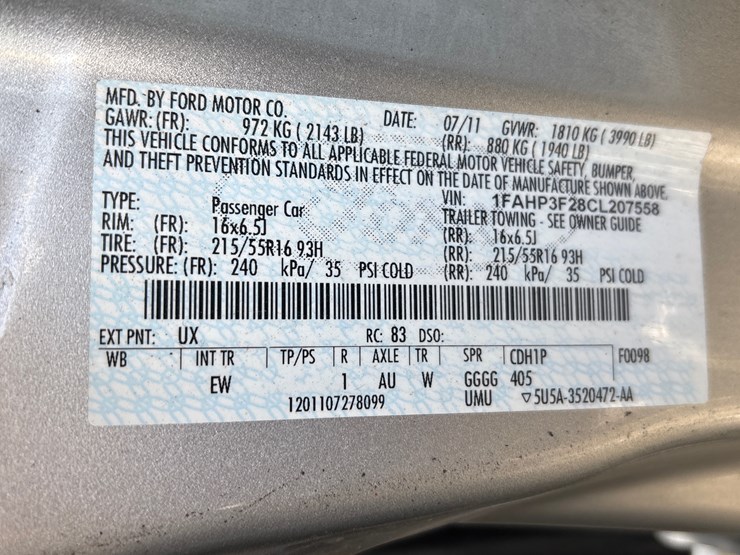 MFD. BY FORD MOTOR CO. DATE: 07/11 GVWR: 1810 KG ( 3990 LB)
GAWR: (FR): 972 KG ( 2143 LB) (RR): 880 KG ( 1940 LB)
THIS VEHICLE CONFORMS TO ALL APPLICABLE FEDERAL MOTOR VEHICLE SAFETY, BUMPER,
AND THEFT PREVENTION STANDARDS IN EFFECT ON THE DATE OF MANUFACTURE SHOWN ABOVE.
VIN: 1FAHP3F28CL207558
TYPE: Passenger Car TRAILER TOWING - SEE OWNER GUIDE
RIM: (FR): 16x6.5J (RR): 16x6.5J
TIRE: (FR): 215/55R16 93H (RR): 215/55R16 93H
PRESSURE: (FR): 240 kPa/ 35 PSI COLD (RR): 240 kPa/ 35 PSI COLD
EXT PNT: UX RC: 83 DSO:
WB INT TR TP/PS R AXLE TR SPR CDH1P F0098
EW 1 AU W GGGG 405
1201107278099 UMU ▽5U5A-3520472-AA